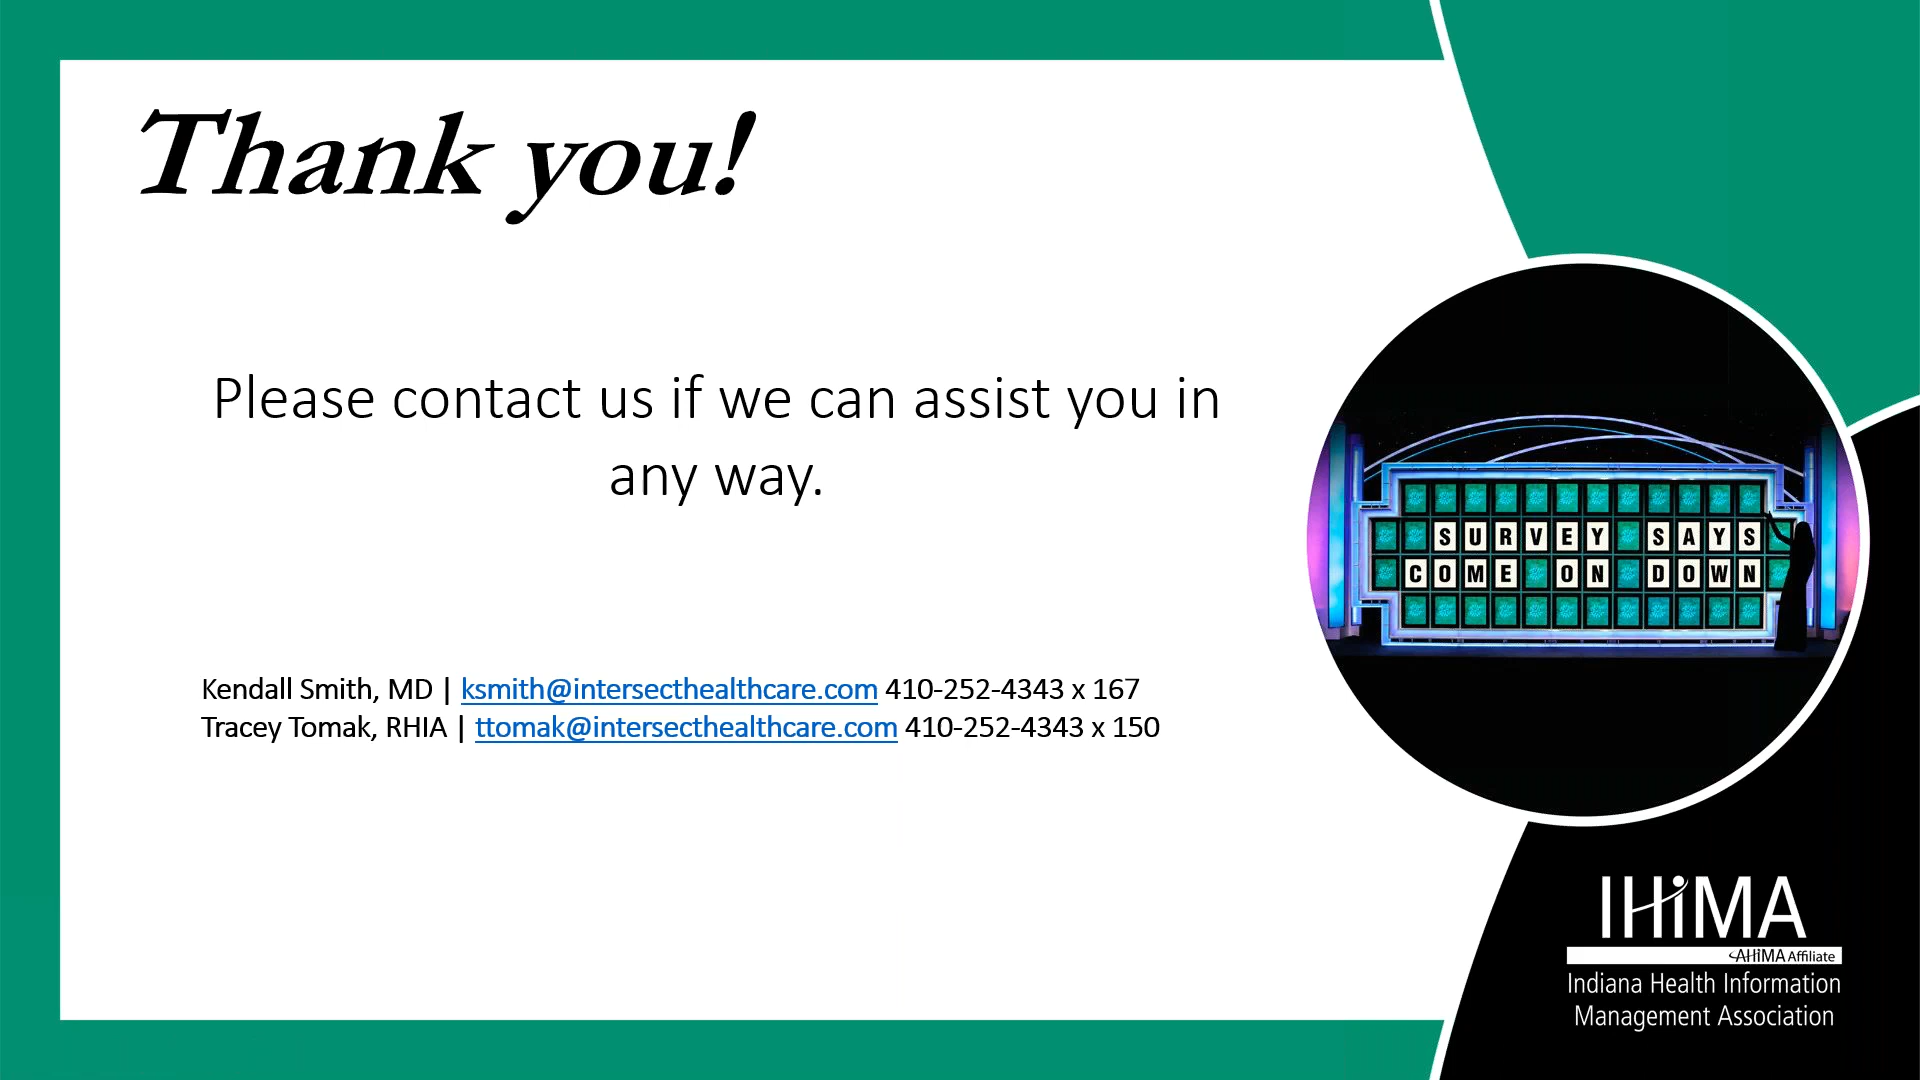 Thank you!
Please contact us if we can assist you in
any way.
Kendall Smith, MD | ksmith@intersecthealthcare.com 410-252-4343 x 167
Tracey Tomak, RHIA | ttomak@intersecthealthcare.com 410-252-4343 x 150
SURVEY SAYS
COME ON DOWN
IHiMA
AHiMA Affiliate
Indiana Health Information
Management Association